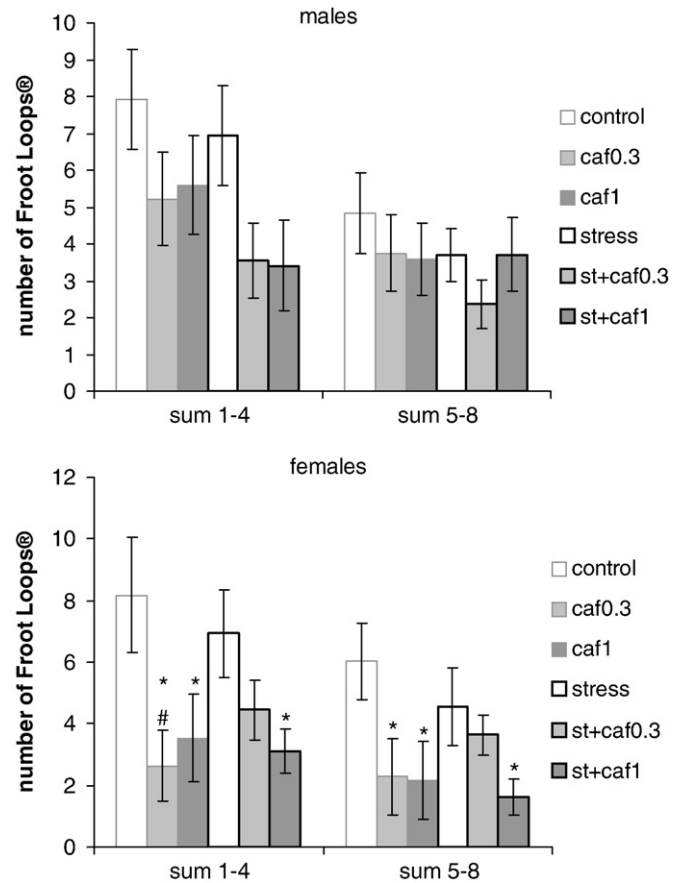 males
10
9
8
7
6
5
4
3
2
1
0
number of Froot Loops®
sum 1-4
sum 5-8
control
caf0.3
caf1
stress
st+caf0.3
st+caf1
females
12
10
8
6
4
2
0
number of Froot Loops®
*
#
*
*
*
*
*
sum 1-4
sum 5-8
control
caf0.3
caf1
stress
st+caf0.3
st+caf1